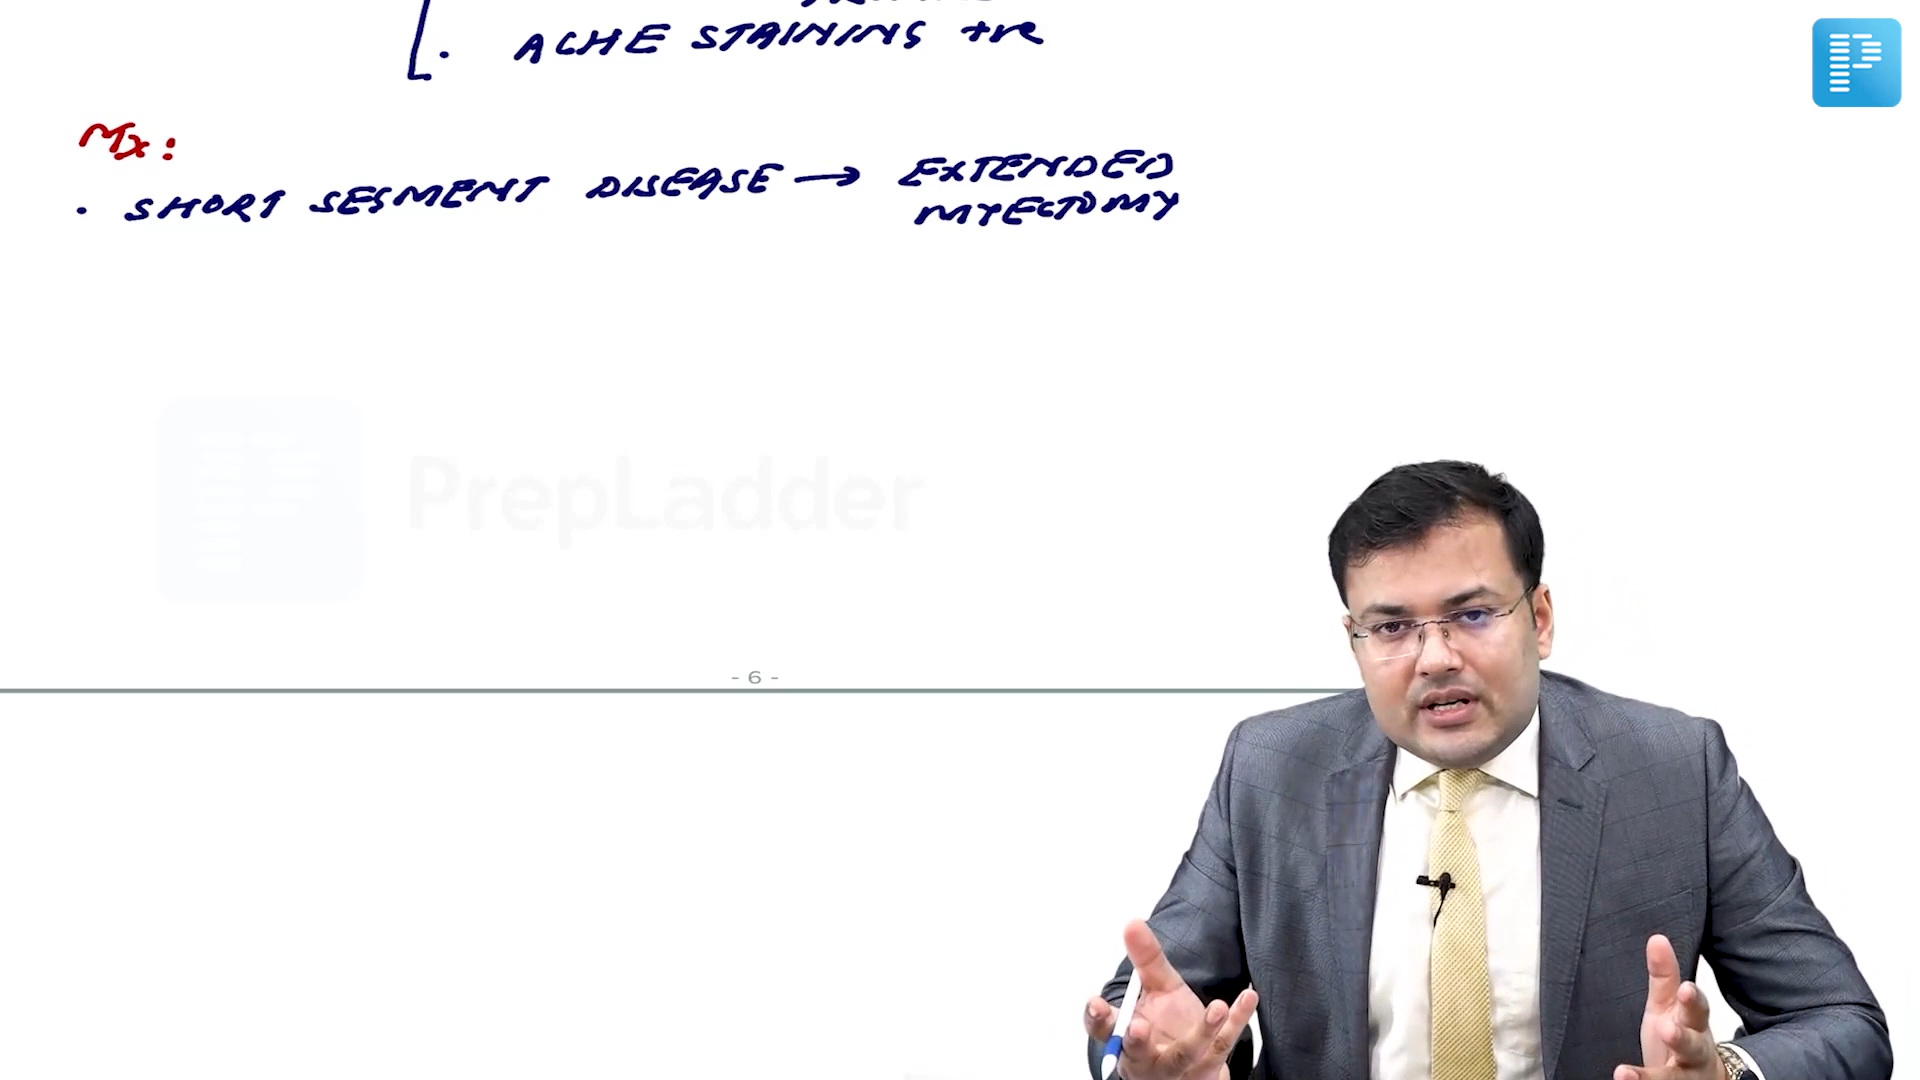 . ACHE STAINING +ve
Mx:
. SHORT SEGMENT DISEASE → EXTENDED
MYECTOMY
PrepLadder
- 6 -